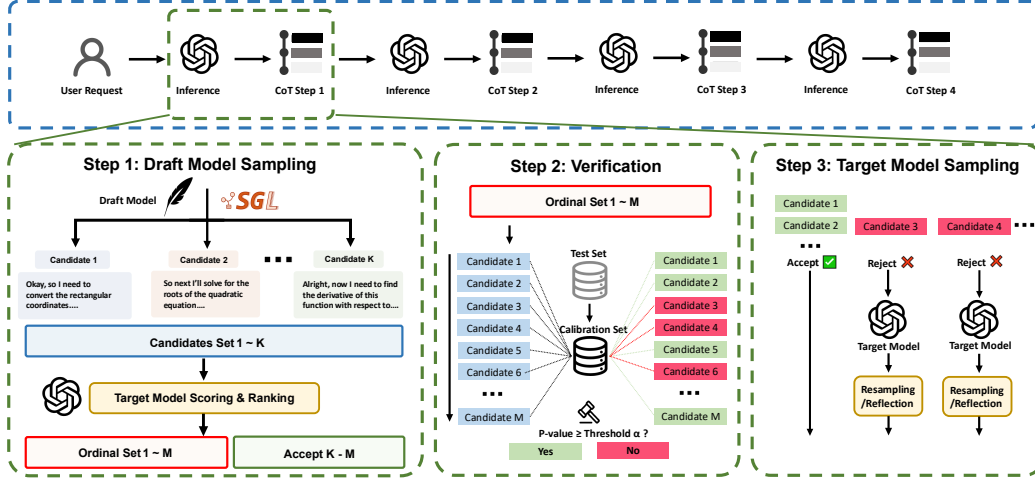 User Request
Inference
CoT Step 1
Inference
CoT Step 2
Inference
CoT Step 3
Inference
CoT Step 4
Step 1: Draft Model Sampling
Draft Model
SGL
Candidate 1
Candidate 2
Candidate K
Okay, so I need to
convert the rectangular
coordinates....
So next I'll solve for the
roots of the quadratic
equation....
Alright, now I need to find
the derivative of this
function with respect to....
Candidates Set 1 ~ K
Target Model Scoring & Ranking
Ordinal Set 1 ~ M
Accept K - M
Step 2: Verification
Ordinal Set 1 ~ M
Candidate 1
Candidate 2
Candidate 3
Candidate 4
Candidate 5
Candidate 6
Candidate M
Test Set
Calibration Set
Candidate 1
Candidate 2
Candidate 3
Candidate 4
Candidate 5
Candidate 6
Candidate M
P-value ≥ Threshold α ?
Yes
No
Step 3: Target Model Sampling
Candidate 1
Candidate 2
Candidate 3
Candidate 4
Accept
Reject
Reject
Target Model
Target Model
Resampling
/Reflection
Resampling
/Reflection